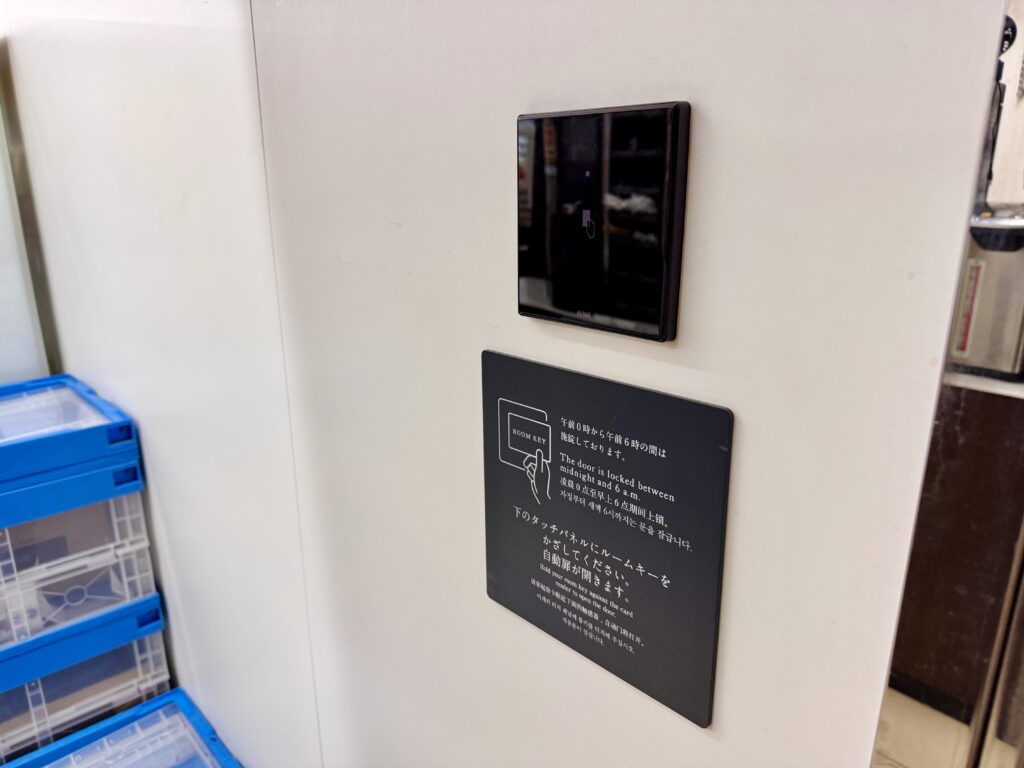 ROOM KEY
午前0時から午前6時の間は
施錠しております。
The door is locked between
midnight and 6 a.m.
凌晨0点至早上6点期间上锁。
자정부터 새벽 6시까지는 문을 잠급니다.
下のタッチパネルにルームキーを
かざしてください。
自動扉が開きます。
Hold your room key against the card
reader to open the door.